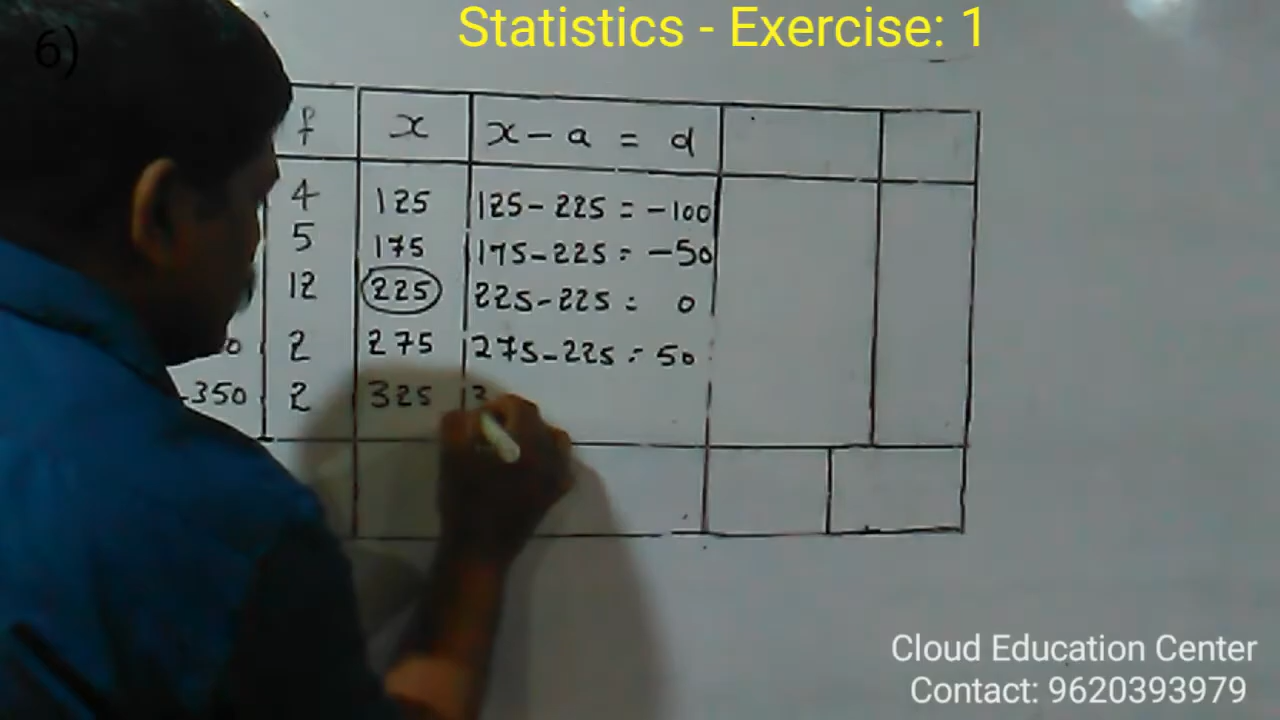 Statistics - Exercise: 1
6)
f x x - a = d
4 125 125 - 225 = -100
5 175 175 - 225 = -50
12 225 225 - 225 = 0
2 275 275 - 225 = 50
-350 2 325 3
Cloud Education Center
Contact: 9620393979